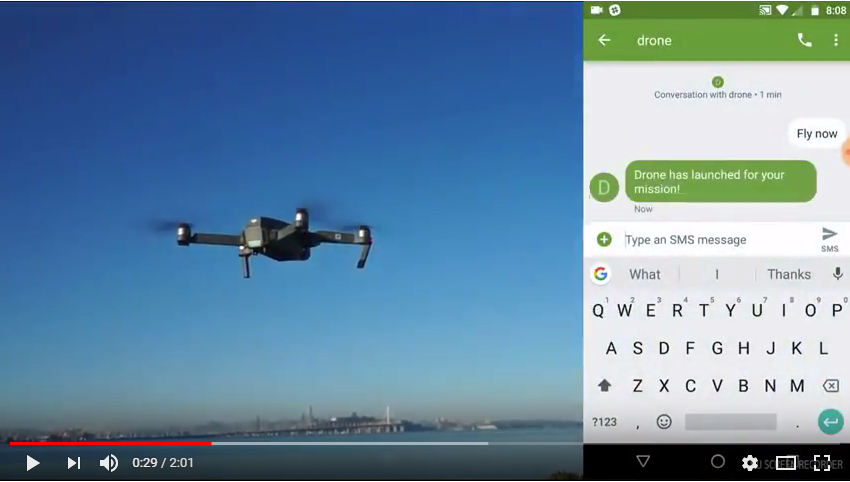 8:08
drone
D
Conversation with drone • 1 min
Fly now
D
Drone has launched for your
mission!
Now
Type an SMS message
SMS
G What I Thanks
1 2 3 4 5 6 7 8 9 0
Q W E R T Y U I O P
A S D F G H J K L
Z X C V B N M
?123 , .
0:29 / 2:01
SCREEN RECORDER